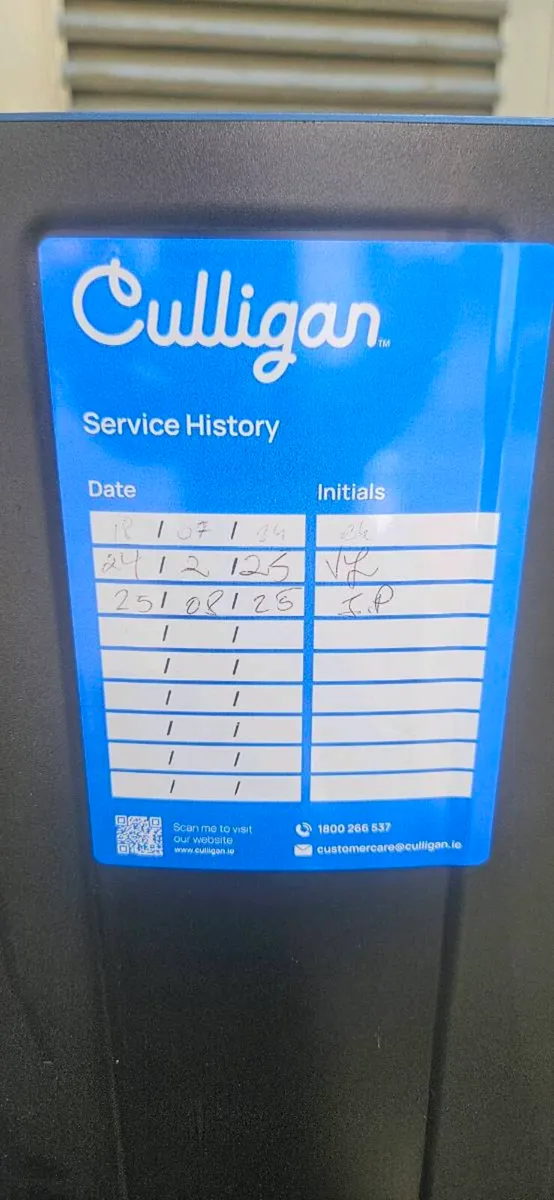 Culligan™
Service History
Date Initials
18 / 07 / 24
24 / 2 / 25 VL
25 / 08 / 25 J.P
/ /
/ /
/ /
/ /
/ /
/ /
Scan me to visit
our website
www.culligan.ie
1800 266 537
customercare@culligan.ie